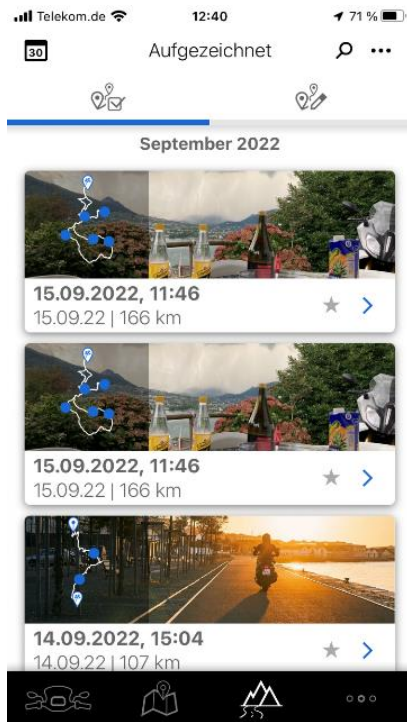 Telekom.de 12:40 71 %
30 Aufgezeichnet
September 2022
15.09.2022, 11:46
15.09.22 | 166 km
15.09.2022, 11:46
15.09.22 | 166 km
14.09.2022, 15:04
14.09.22 | 107 km